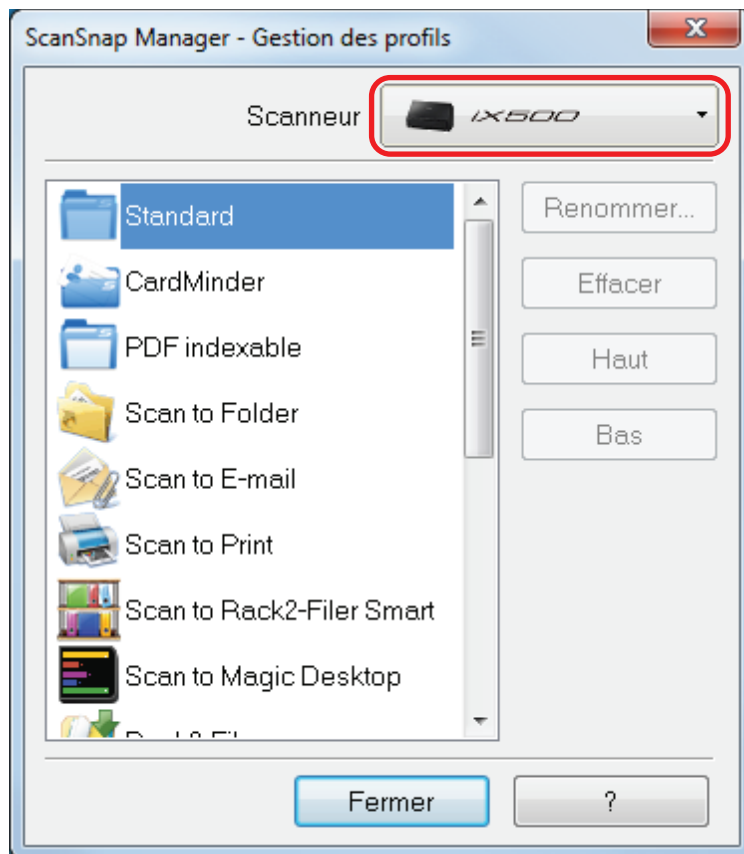 ScanSnap Manager - Gestion des profils
Scanneur iX500
Standard
Renommer...
CardMinder
Effacer
PDF indexable
Haut
Scan to Folder
Bas
Scan to E-mail
Scan to Print
Scan to Rack2-Filer Smart
Scan to Magic Desktop
Fermer
?